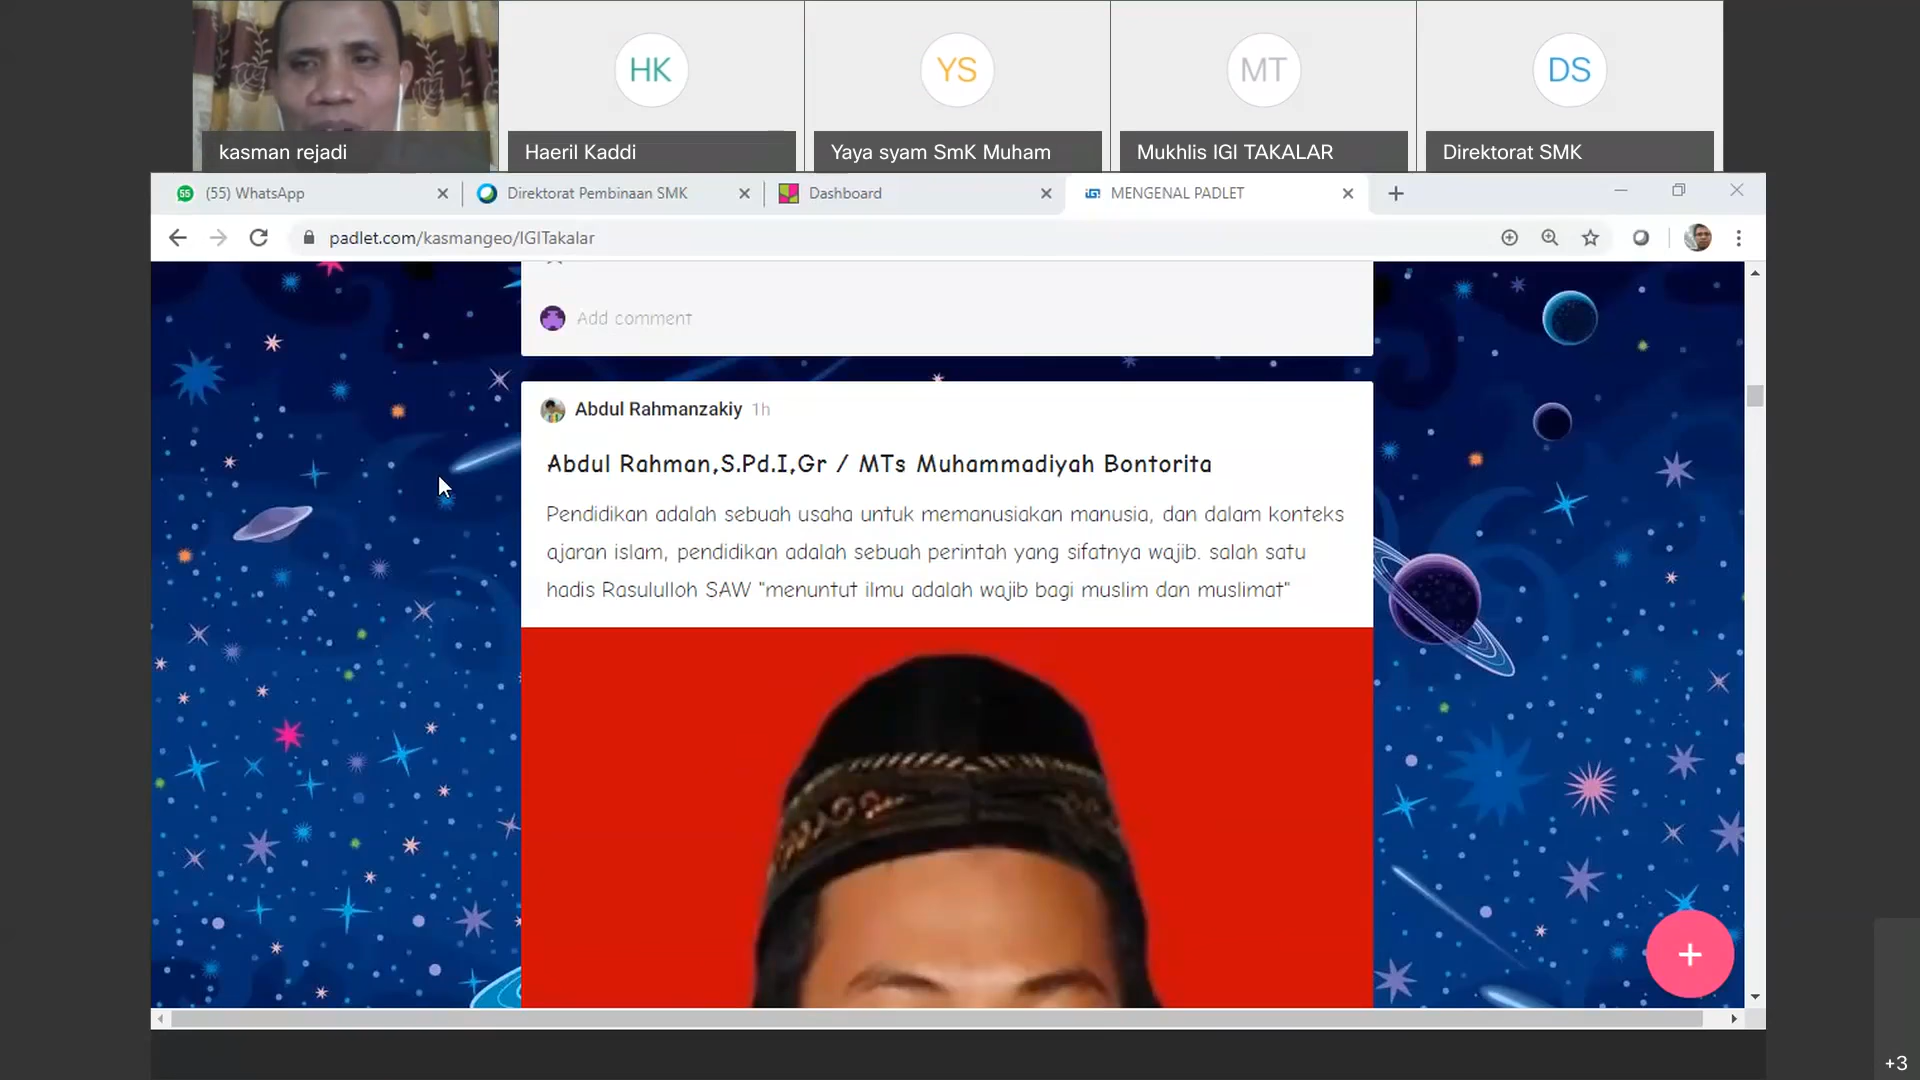 HK
YS
MT
DS
kasman rejadi
Haeril Kaddi
Yaya syam SmK Muham
Mukhlis IGI TAKALAR
Direktorat SMK
55
(55) WhatsApp
Direktorat Pembinaan SMK
Dashboard
MENGENAL PADLET
padlet.com/kasmangeo/IGITakalar
Add comment
Abdul Rahmanzakiy 1h
Abdul Rahman,S.Pd.I,Gr / MTs Muhammadiyah Bontorita
Pendidikan adalah sebuah usaha untuk memanusiakan manusia, dan dalam konteks
ajaran islam, pendidikan adalah sebuah perintah yang sifatnya wajib. salah satu
hadis Rasululloh SAW "menuntut ilmu adalah wajib bagi muslim dan muslimat"
+3